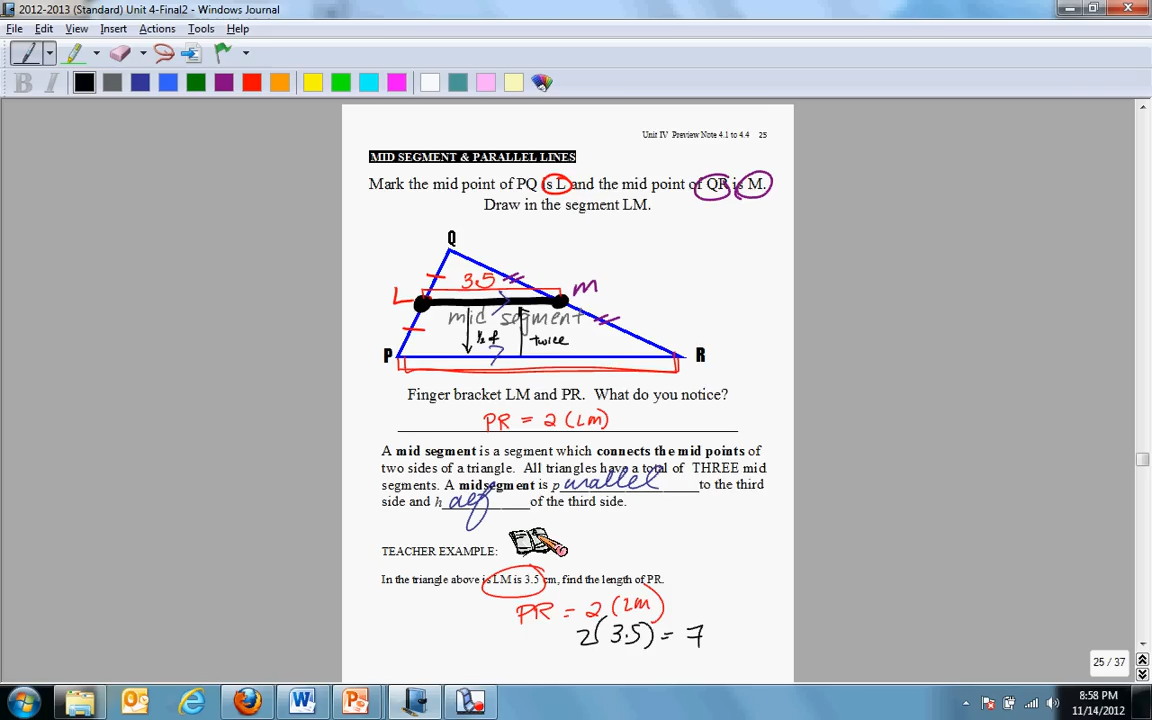 2012-2013 (Standard) Unit 4-Final2 - Windows Journal
File Edit View Insert Actions Tools Help
B I
Unit IV Preview Note 4.1 to 4.4 25
MID SEGMENT & PARALLEL LINES
Mark the mid point of PQ is L and the mid point of QR is M.
Draw in the segment LM.
Q
3.5
L
M
mid segment
½ of
twice
P
R
Finger bracket LM and PR. What do you notice?
PR = 2 (LM)
A mid segment is a segment which connects the mid points of
two sides of a triangle. All triangles have a total of THREE mid
segments. A midsegment is parallel to the third
side and half of the third side.
TEACHER EXAMPLE:
In the triangle above is LM is 3.5 cm, find the length of PR.
PR = 2 (LM)
2(3.5) = 7
25 / 37
8:58 PM
11/14/2012